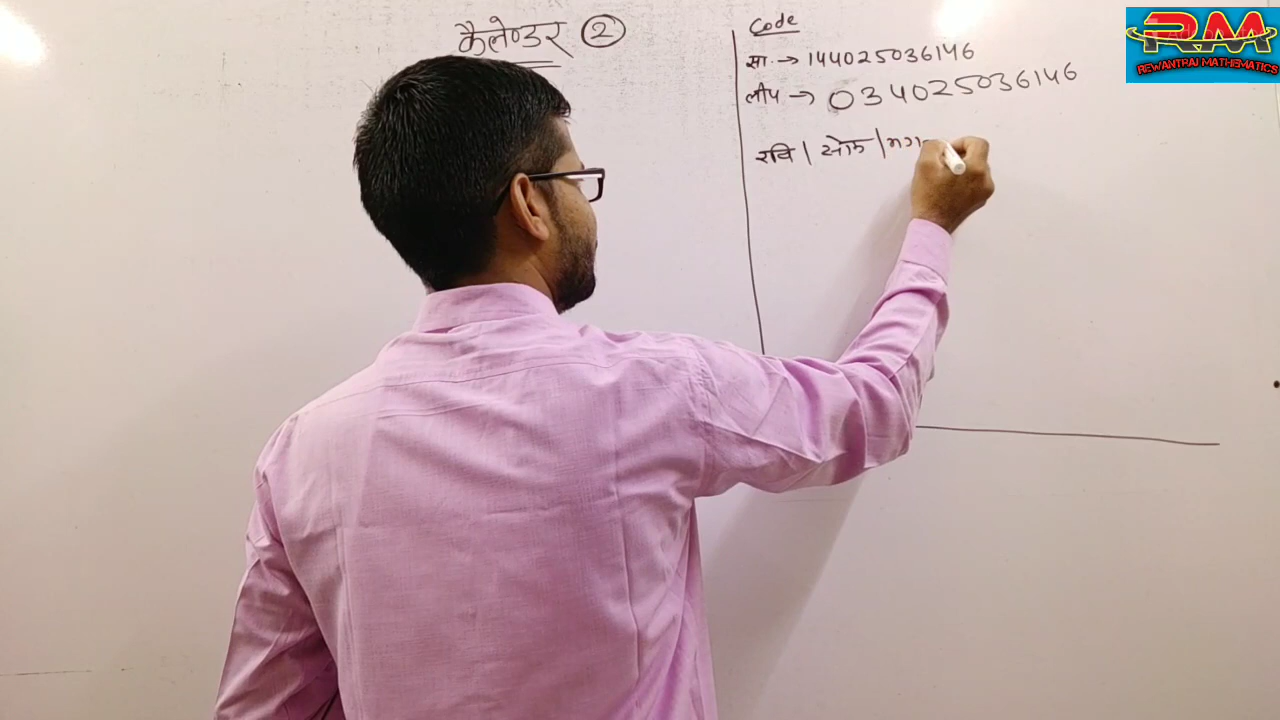 कैलेण्डर ②
Code
सा. → 144025036146
लीप → 034025036146
रवि | सोम | मंग
RM
REWANTRAJ MATHEMATICS